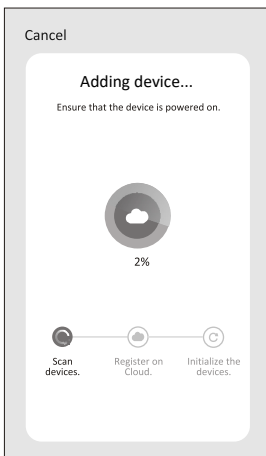 Cancel
Adding device...
Ensure that the device is powered on.
2%
Scan
devices.
Register on
Cloud.
Initialize the
devices.